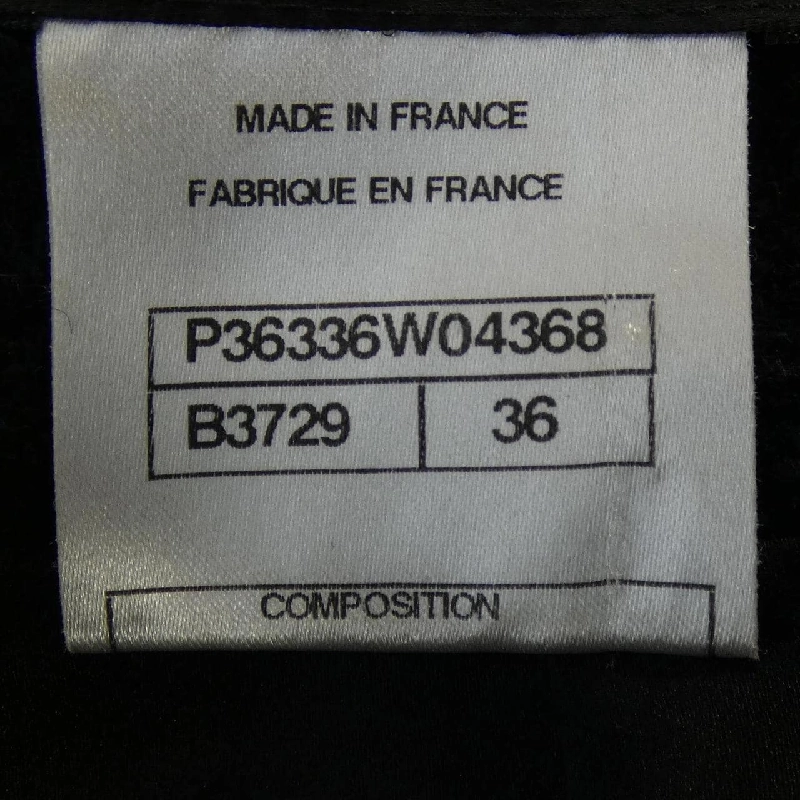 MADE IN FRANCE
FABRIQUE EN FRANCE
P36336W04368
B3729 36
COMPOSITION